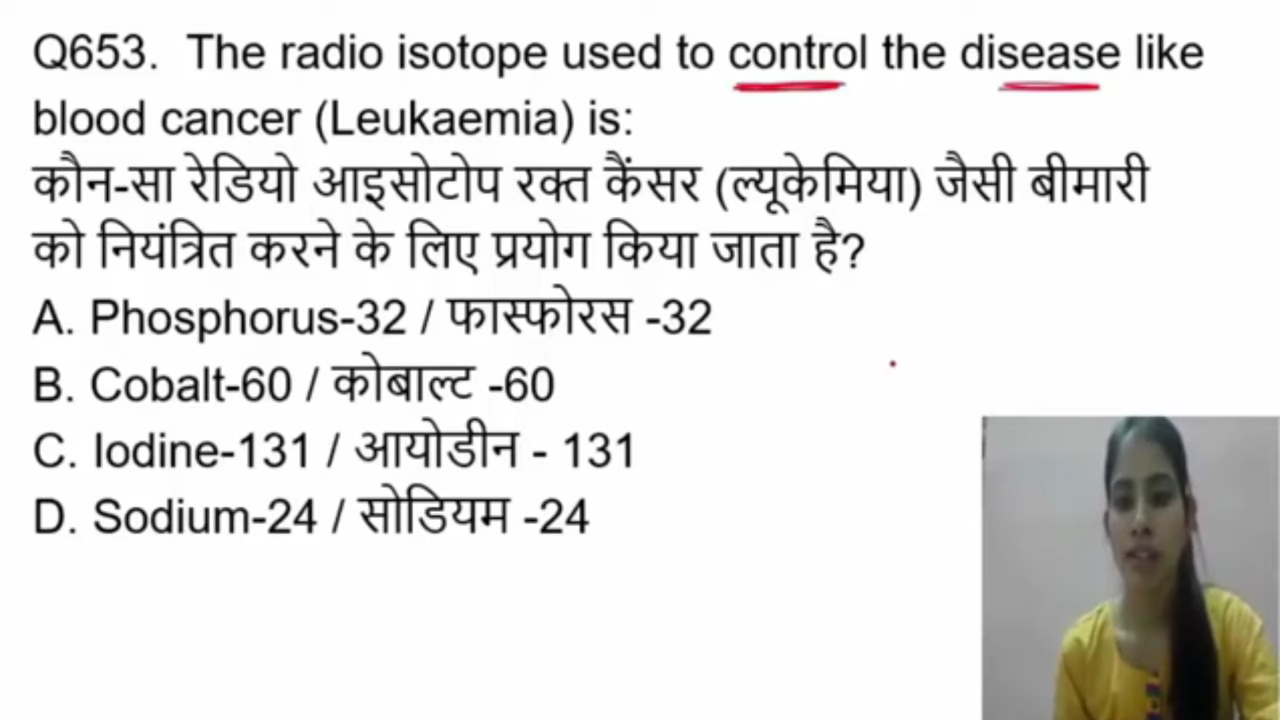 Q653. The radio isotope used to control the disease like
blood cancer (Leukaemia) is:
कौन-सा रेडियो आइसोटोप रक्त कैंसर (ल्यूकेमिया) जैसी बीमारी
को नियंत्रित करने के लिए प्रयोग किया जाता है?
A. Phosphorus-32 / फास्फोरस -32
B. Cobalt-60 / कोबाल्ट -60
C. Iodine-131 / आयोडीन - 131
D. Sodium-24 / सोडियम -24